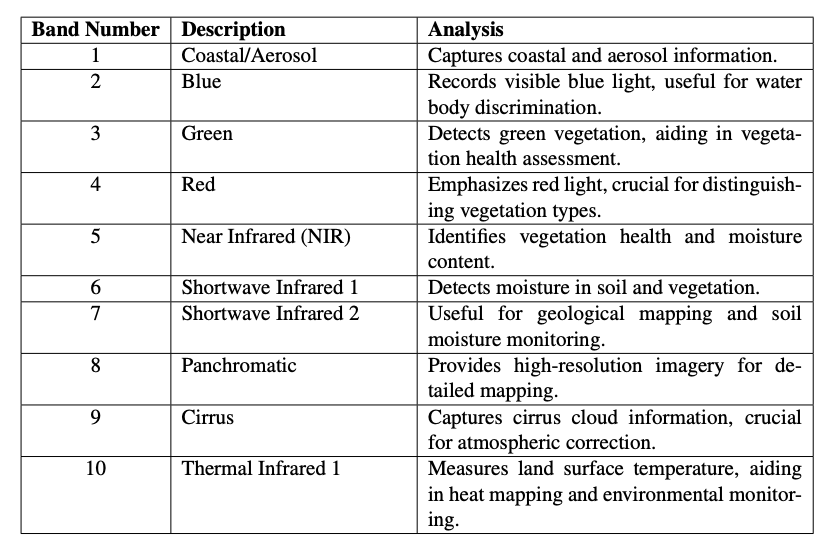 Band Number Description Analysis
1 Coastal/Aerosol Captures coastal and aerosol information.
2 Blue Records visible blue light, useful for water
body discrimination.
3 Green Detects green vegetation, aiding in vegeta-
tion health assessment.
4 Red Emphasizes red light, crucial for distinguish-
ing vegetation types.
5 Near Infrared (NIR) Identifies vegetation health and moisture
content.
6 Shortwave Infrared 1 Detects moisture in soil and vegetation.
7 Shortwave Infrared 2 Useful for geological mapping and soil
moisture monitoring.
8 Panchromatic Provides high-resolution imagery for de-
tailed mapping.
9 Cirrus Captures cirrus cloud information, crucial
for atmospheric correction.
10 Thermal Infrared 1 Measures land surface temperature, aiding
in heat mapping and environmental monitor-
ing.